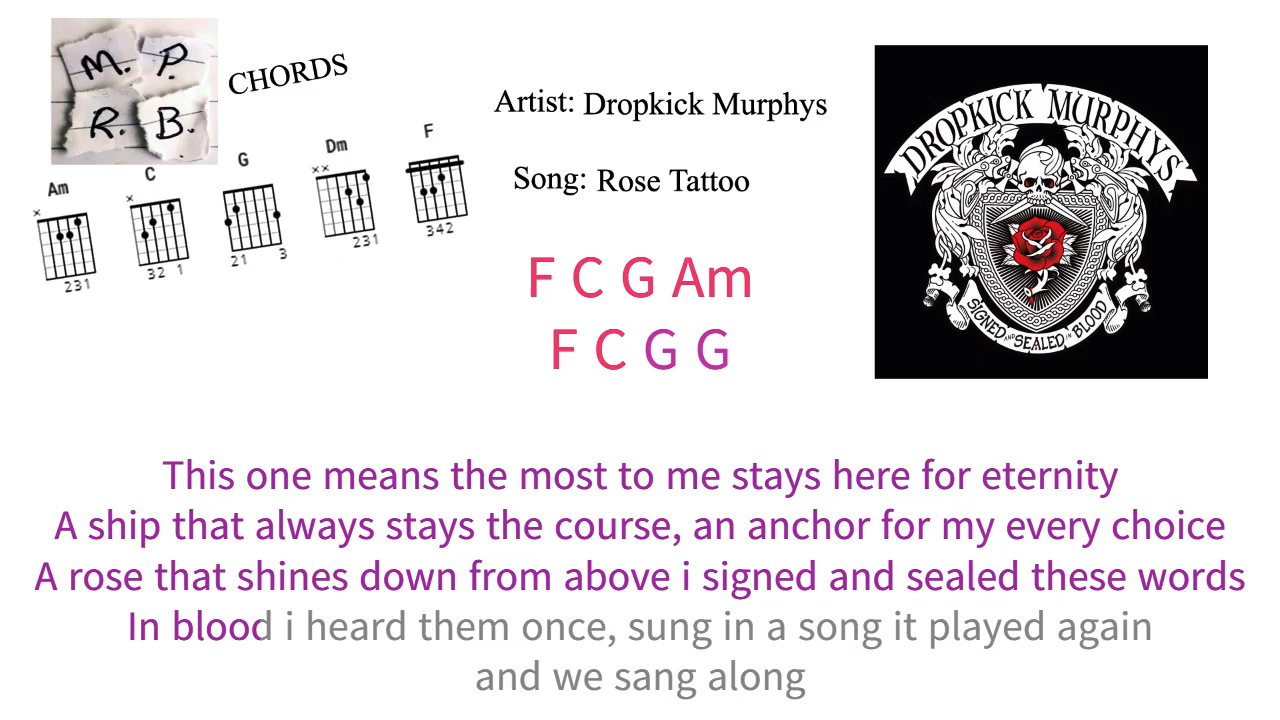 M. P.
R. B.
CHORDS
Artist: Dropkick Murphys
Song: Rose Tattoo
Am
C
G
Dm
F
x
x
xx
231
32 1
21 3
231
342
F C G Am
F C G G
DROPKICK MURPHYS
SIGNED AND SEALED IN BLOOD
This one means the most to me stays here for eternity
A ship that always stays the course, an anchor for my every choice
A rose that shines down from above i signed and sealed these words
In blood i heard them once, sung in a song it played again
and we sang along